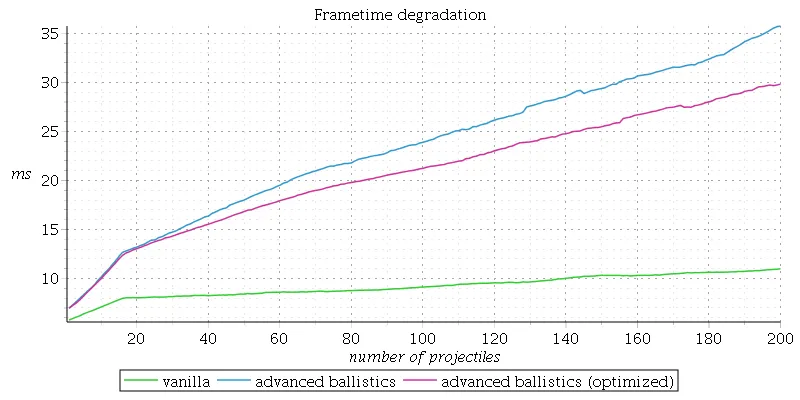 Frametime degradation
35
30
25
20
15
10
ms
20 40 60 80 100 120 140 160 180 200
number of projectiles
vanilla advanced ballistics advanced ballistics (optimized)